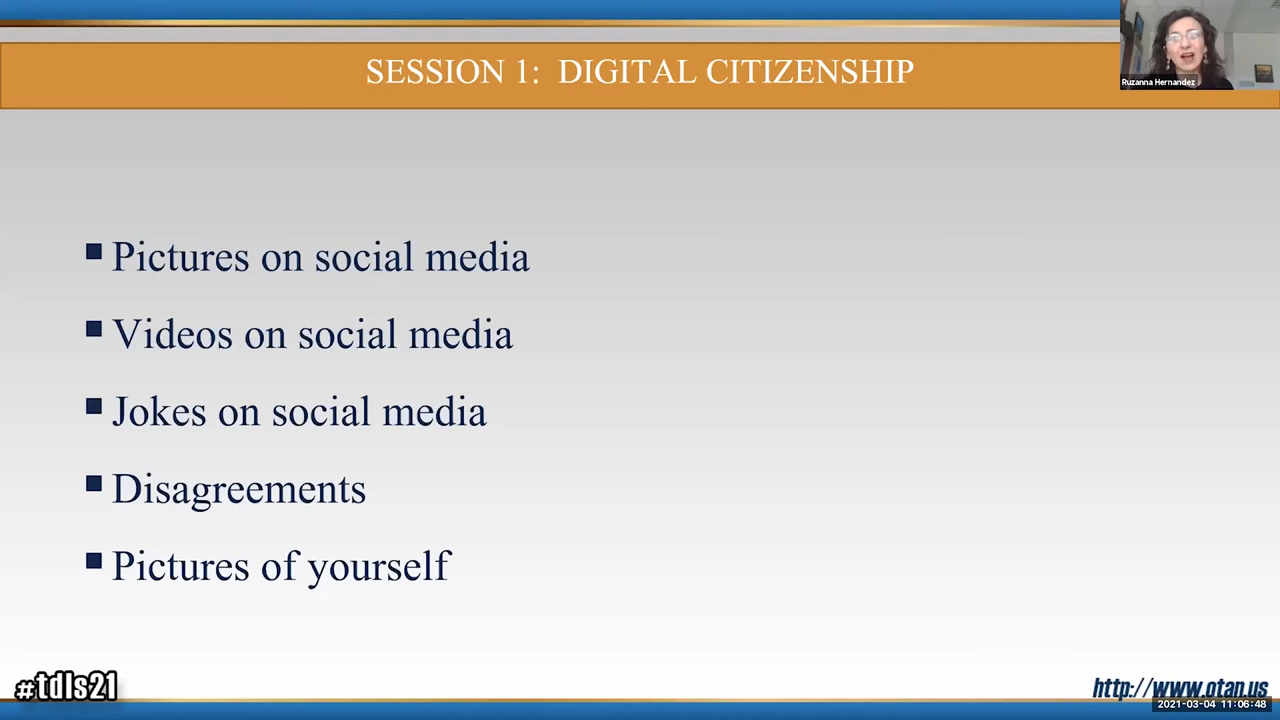 SESSION 1: DIGITAL CITIZENSHIP
Ruzanna Hernandez
Pictures on social media
Videos on social media
Jokes on social media
Disagreements
Pictures of yourself
#tdls21
http://www.otan.us
2021-03-04 11:06:48